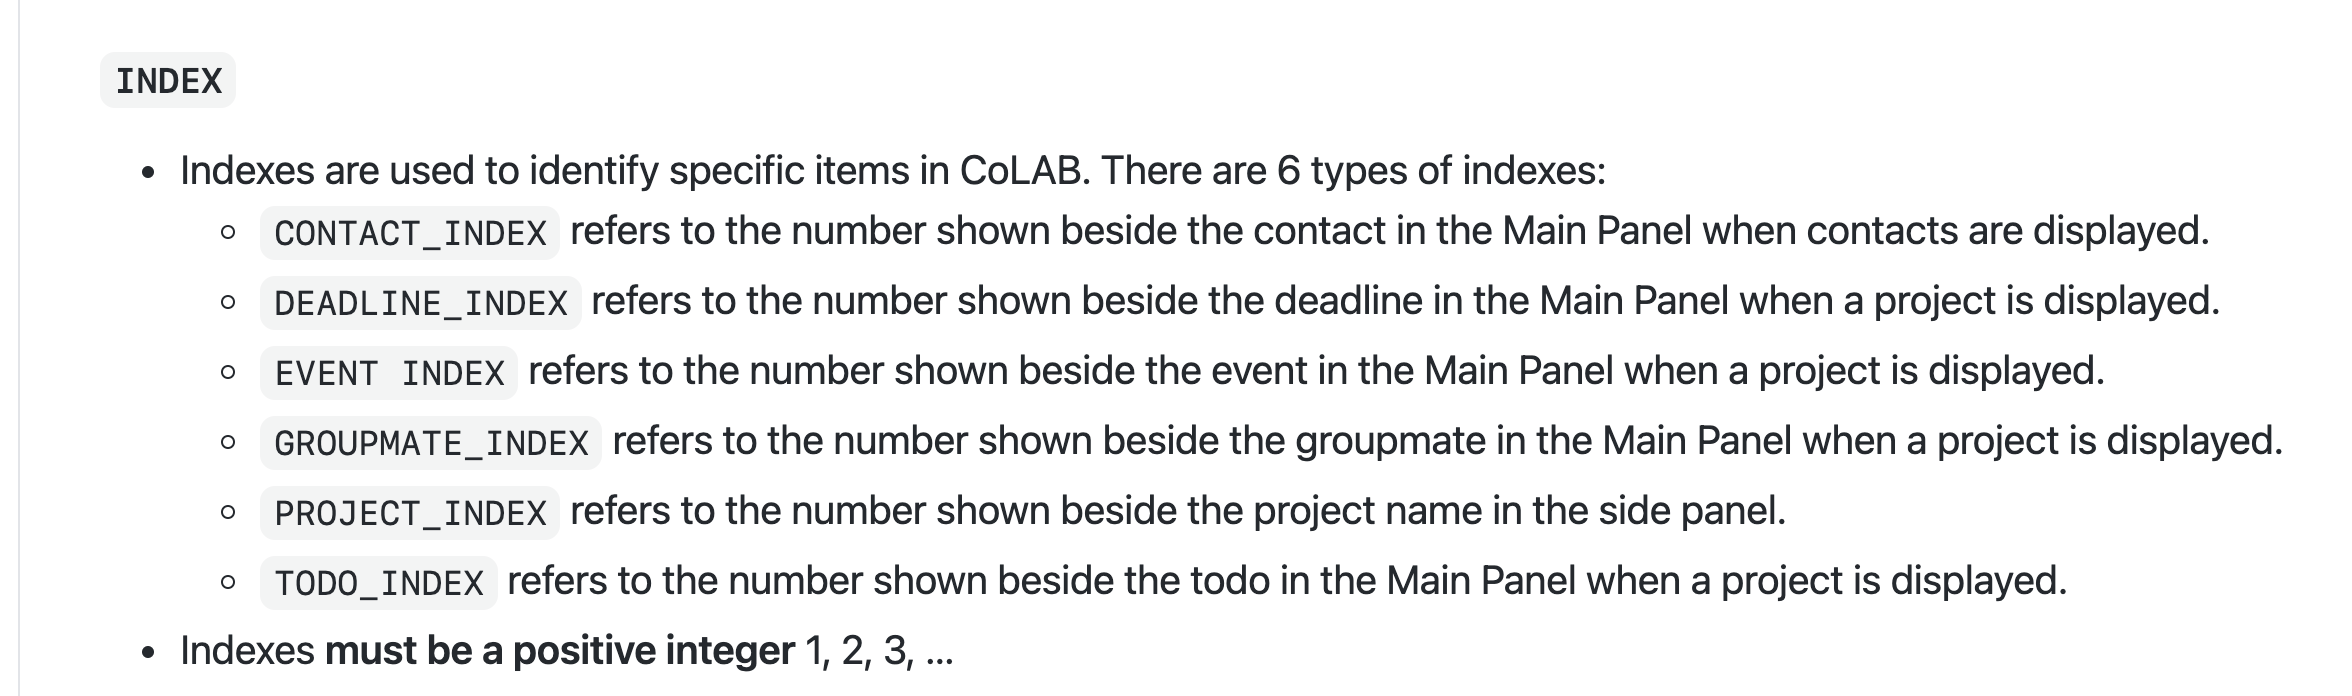 INDEX
• Indexes are used to identify specific items in CoLAB. There are 6 types of indexes:
◦ CONTACT_INDEX refers to the number shown beside the contact in the Main Panel when contacts are displayed.
◦ DEADLINE_INDEX refers to the number shown beside the deadline in the Main Panel when a project is displayed.
◦ EVENT INDEX refers to the number shown beside the event in the Main Panel when a project is displayed.
◦ GROUPMATE_INDEX refers to the number shown beside the groupmate in the Main Panel when a project is displayed.
◦ PROJECT_INDEX refers to the number shown beside the project name in the side panel.
◦ TODO_INDEX refers to the number shown beside the todo in the Main Panel when a project is displayed.
• Indexes must be a positive integer 1, 2, 3, …